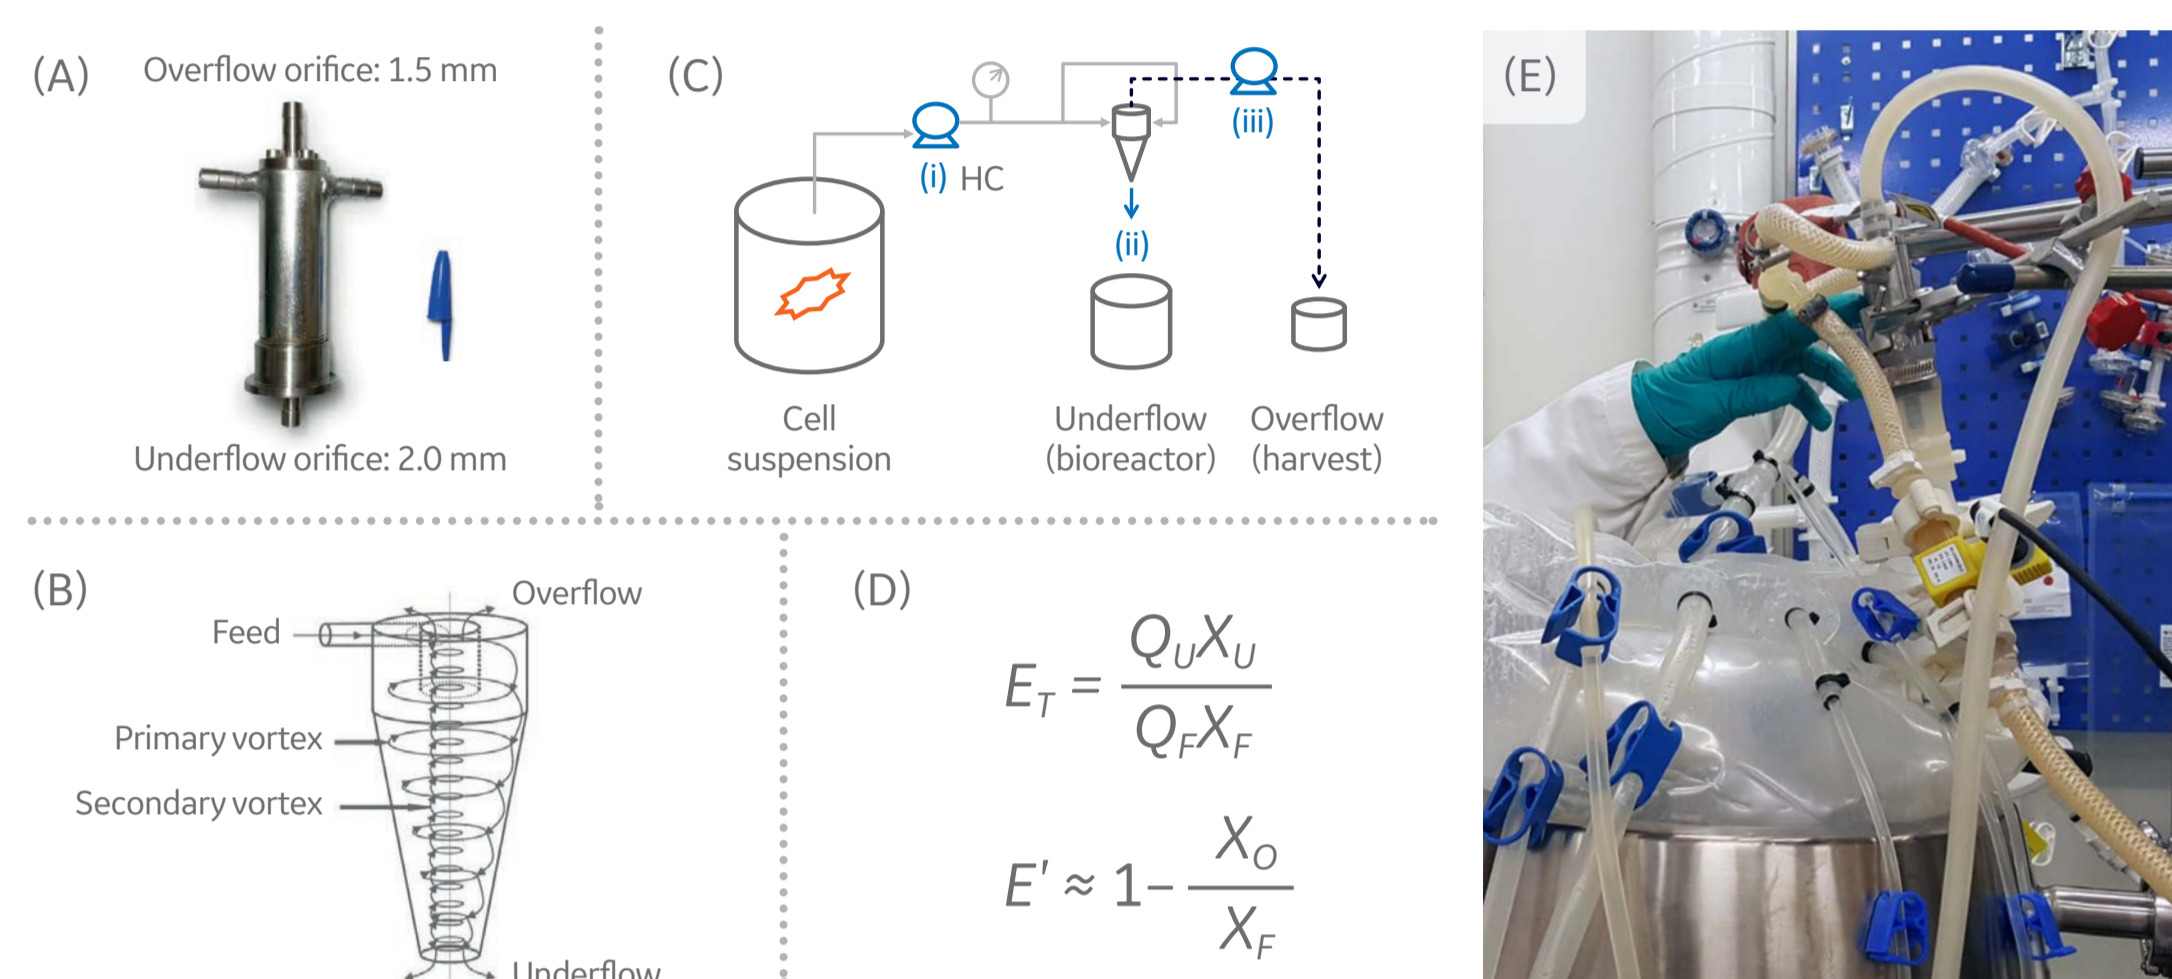 (A)
Overflow orifice: 1.5 mm
Underflow orifice: 2.0 mm
(C)
(i) HC
(ii)
(iii)
Cell
suspension
Underflow
(bioreactor)
Overflow
(harvest)
(E)
(B)
Overflow
Feed
Primary vortex
Secondary vortex
Underflow
(D)
E_T = Q_U X_U / Q_F X_F
E' ≈ 1− X_O / X_F